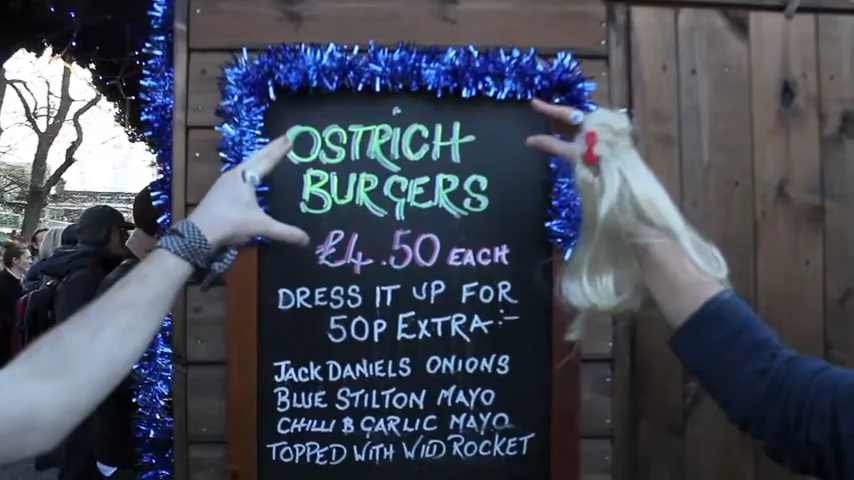 OSTRICH
BURGERS
£4.50 EACH
DRESS IT UP FOR
50P EXTRA :-
JACK DANIELS ONIONS
BLUE STILTON MAYO
CHILLI & GARLIC MAYO
TOPPED WITH WILD ROCKET